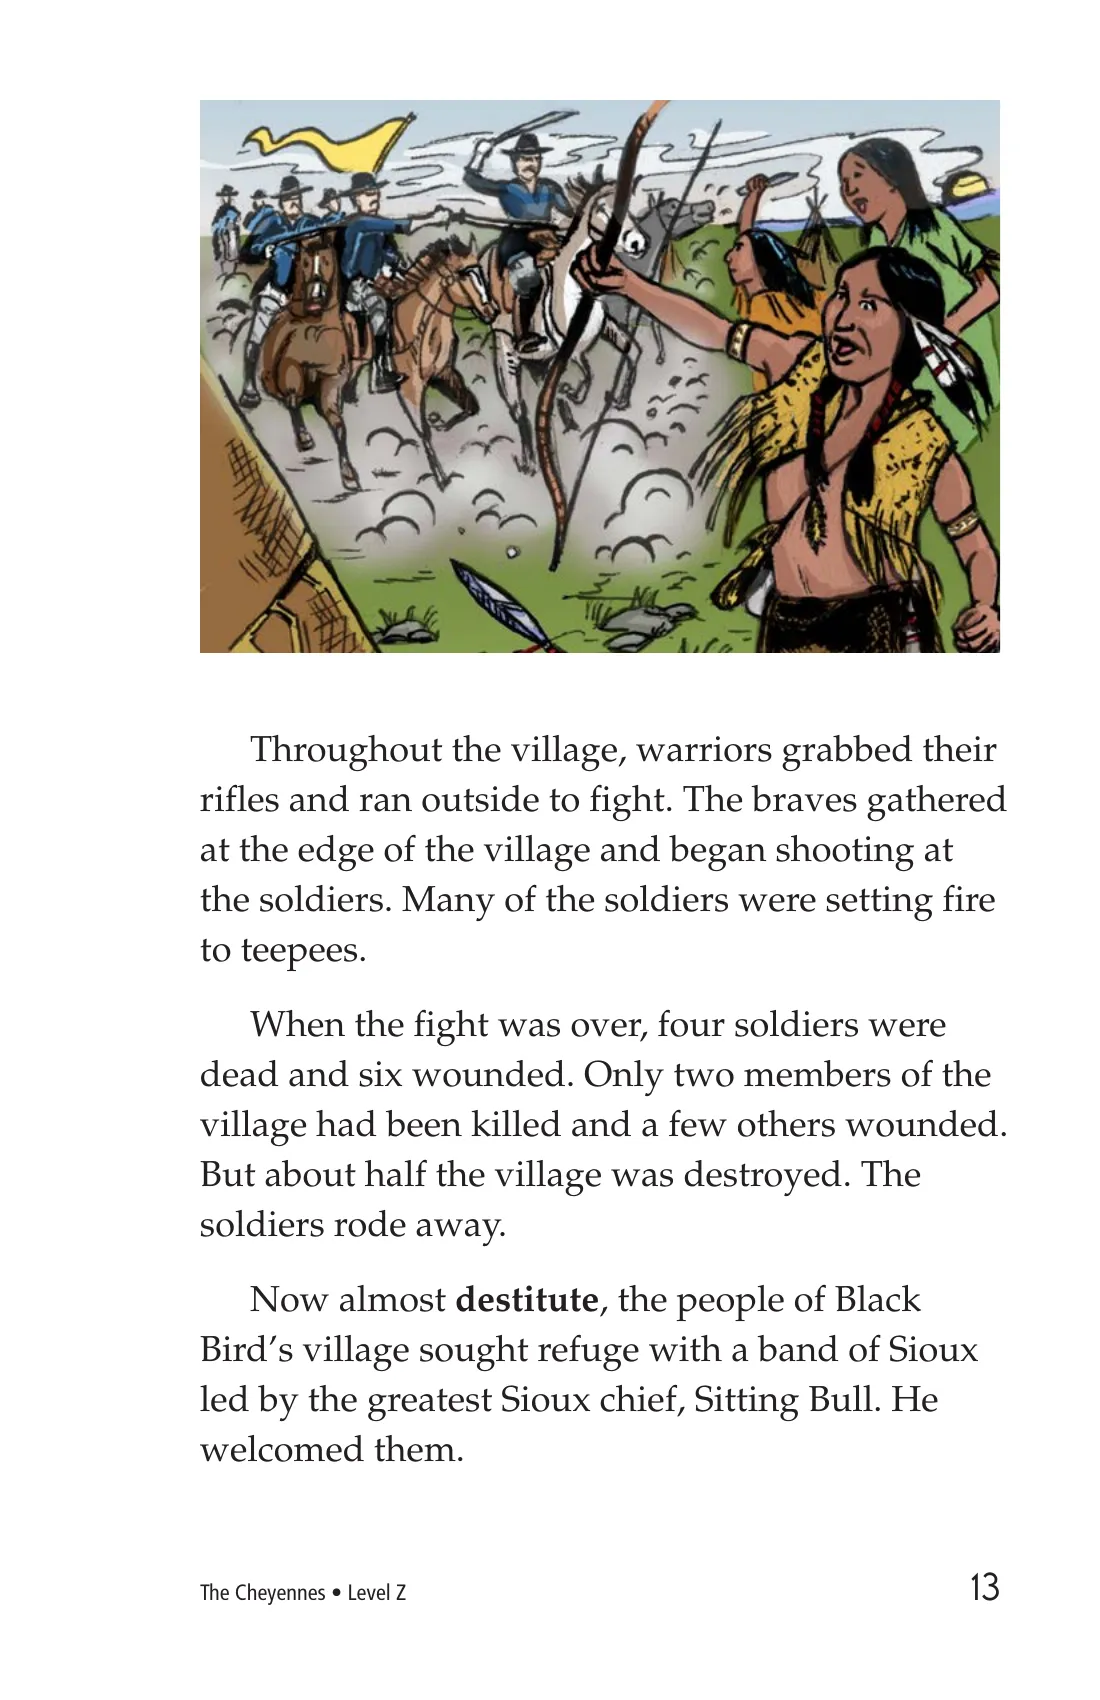 Throughout the village, warriors grabbed their
rifles and ran outside to fight. The braves gathered
at the edge of the village and began shooting at
the soldiers. Many of the soldiers were setting fire
to teepees.
When the fight was over, four soldiers were
dead and six wounded. Only two members of the
village had been killed and a few others wounded.
But about half the village was destroyed. The
soldiers rode away.
Now almost destitute, the people of Black
Bird’s village sought refuge with a band of Sioux
led by the greatest Sioux chief, Sitting Bull. He
welcomed them.
The Cheyennes • Level Z
13